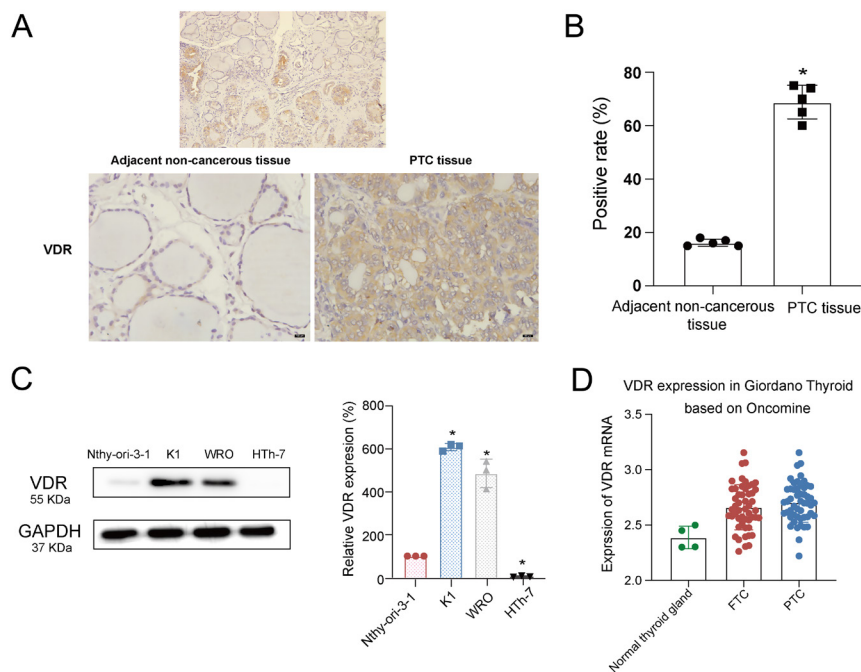 A
Adjacent non-cancerous tissue
PTC tissue
VDR
B
Positive rate (%)
80
60
40
20
0
*
Adjacent non-cancerous
tissue
PTC tissue
C
Nthy-ori-3-1
K1
WRO
HTh-7
VDR
55 KDa
GAPDH
37 KDa
Relative VDR expresion (%)
800
600
400
200
100
0
*
*
*
Nthy-ori-3-1
K1
WRO
HTh-7
D
VDR expression in Giordano Thyroid
based on Oncomine
Exprssion of VDR mRNA
3.5
3.0
2.5
2.0
Normal thyroid gland
FTC
PTC